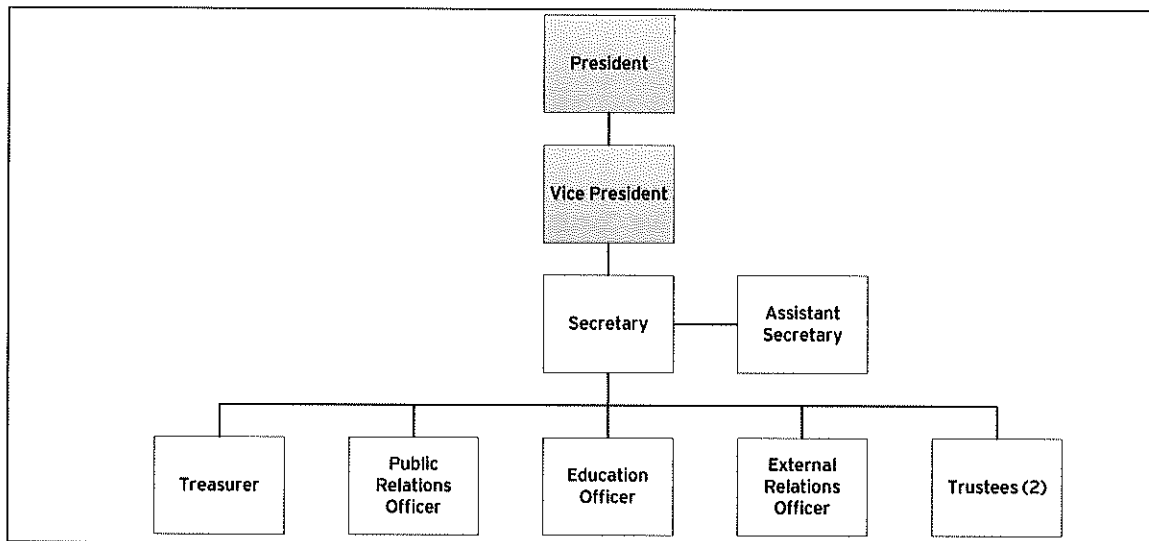 President
Vice President
Secretary
Assistant
Secretary
Treasurer
Public
Relations
Officer
Education
Officer
External
Relations
Officer
Trustees (2)